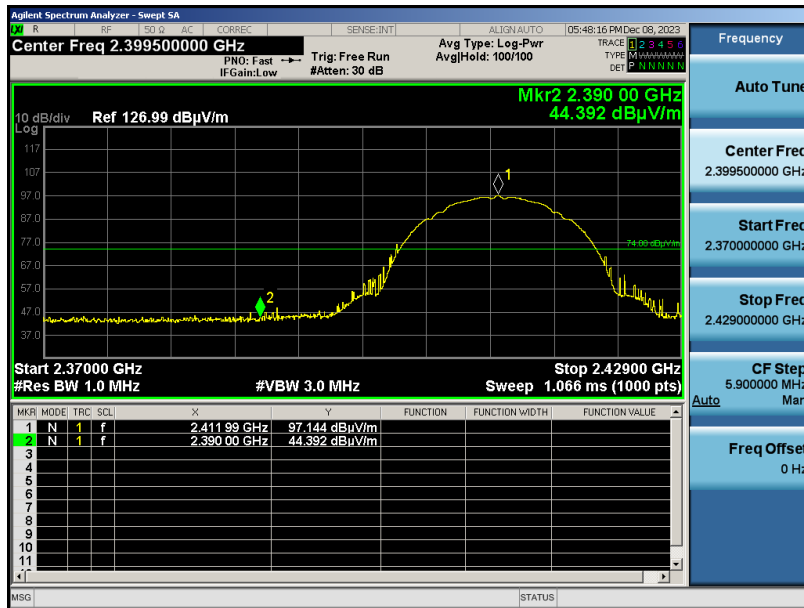 Agilent Spectrum Analyzer - Swept SA
LXI R RF 50 Ω AC CORREC SENSE:INT ALIGN AUTO 05:48:16 PM Dec 08, 2023
Center Freq 2.399500000 GHz
PNO: Fast
IFGain:Low
Trig: Free Run
#Atten: 30 dB
Avg Type: Log-Pwr
Avg|Hold: 100/100
TRACE 1 2 3 4 5 6
TYPE M
DET P N N N N N
Mkr2 2.390 00 GHz
44.392 dBµV/m
10 dB/div Ref 126.99 dBµV/m
Log
117
107
97.0
87.0
77.0
67.0
57.0
47.0
37.0
1
2
74.00 dBµV/m
Start 2.37000 GHz Stop 2.42900 GHz
#Res BW 1.0 MHz #VBW 3.0 MHz Sweep 1.066 ms (1000 pts)
MKR MODE TRC SCL X Y FUNCTION FUNCTION WIDTH FUNCTION VALUE
1 N 1 f 2.411 99 GHz 97.144 dBµV/m
2 N 1 f 2.390 00 GHz 44.392 dBµV/m
3
4
5
6
7
8
9
10
11
MSG STATUS
Frequency
Auto Tune
Center Freq
2.399500000 GHz
Start Freq
2.370000000 GHz
Stop Freq
2.429000000 GHz
CF Step
5.900000 MHz
Auto Man
Freq Offset
0 Hz